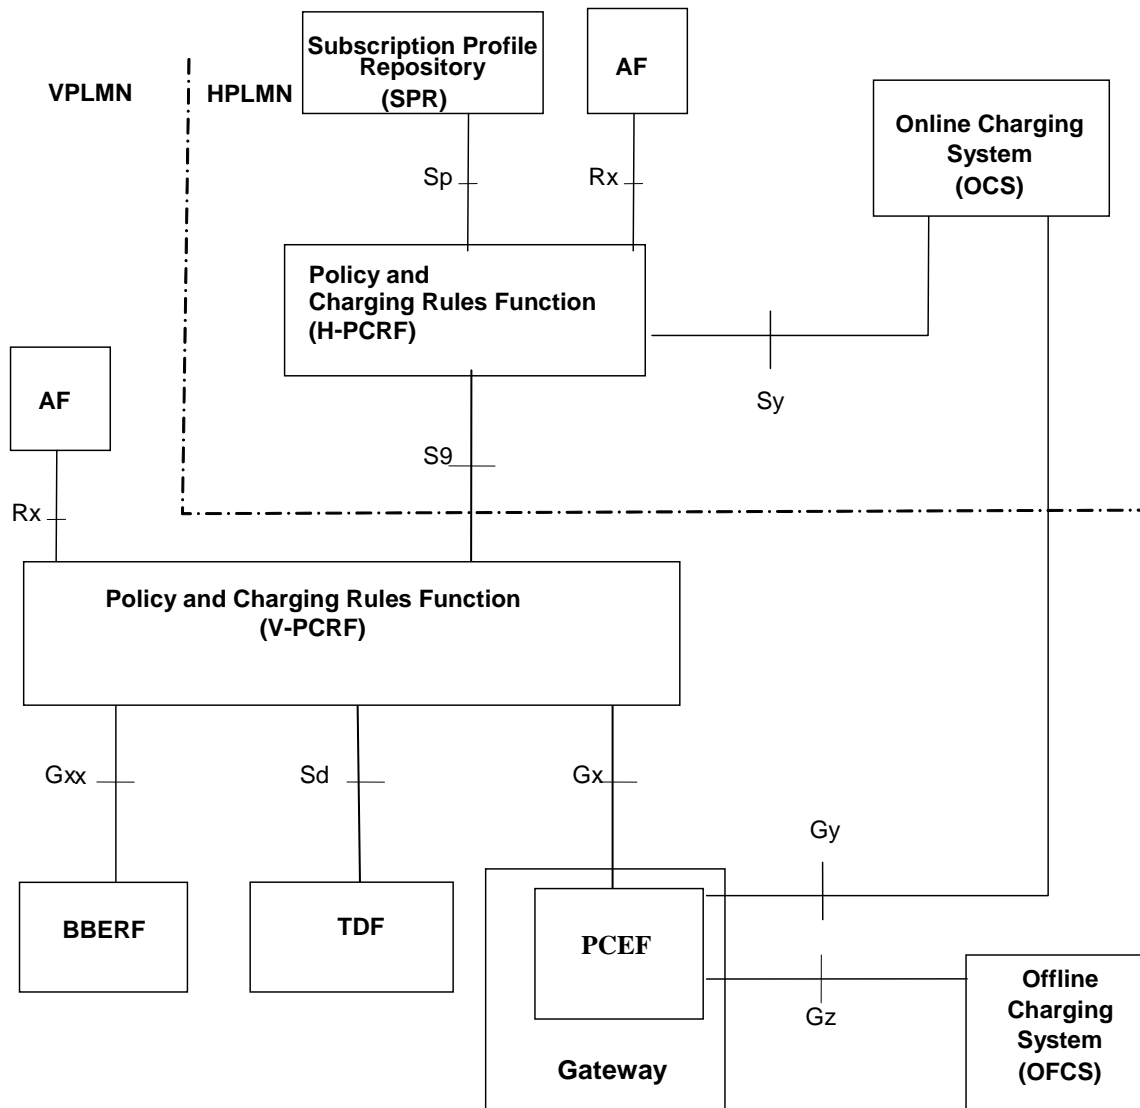 Subscription Profile
Repository
(SPR)
AF
VPLMN
HPLMN
Online Charging
System
(OCS)
Sp
Rx
Policy and
Charging Rules Function
(H-PCRF)
AF
Sy
S9
Rx
Policy and Charging Rules Function
(V-PCRF)
Gxx
Sd
Gx
Gy
BBERF
TDF
PCEF
Gz
Offline
Charging
System
(OFCS)
Gateway